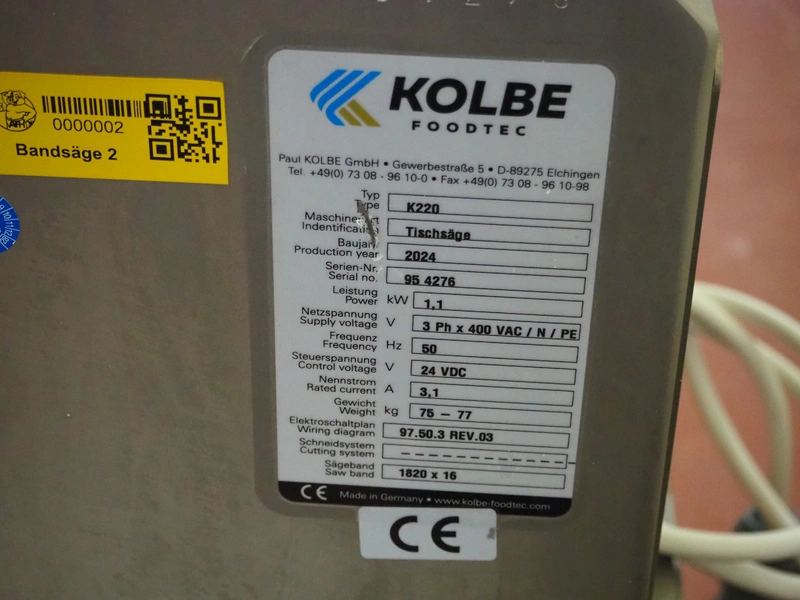 0000002
Bandsäge 2
KOLBE
FOODTEC
Paul KOLBE GmbH • Gewerbestraße 5 • D-89275 Elchingen
Tel. +49(0) 73 08 - 96 10-0 • Fax +49(0) 73 08 - 96 10-98
Typ
Type K220
Indentification Tischsäge
Baujahr
Production year 2024
Serien-Nr.
Serial no. 95 4276
Leistung
Power kW 1,1
Netzspannung
Supply voltage V 3 Ph x 400 VAC / N / PE
Frequenz
Frequency Hz 50
Steuerspannung
Control voltage V 24 VDC
Nennstrom
Rated current A 3,1
Gewicht
Weight kg 75 – 77
Elektroschaltplan
Wiring diagram 97.50.3 REV.03
Schneidsystem
Cutting system – – – – – – – – – – – – –
Sägeband
Saw band 1820 x 16
CE Made in Germany • www.kolbe-foodtec.com
CE